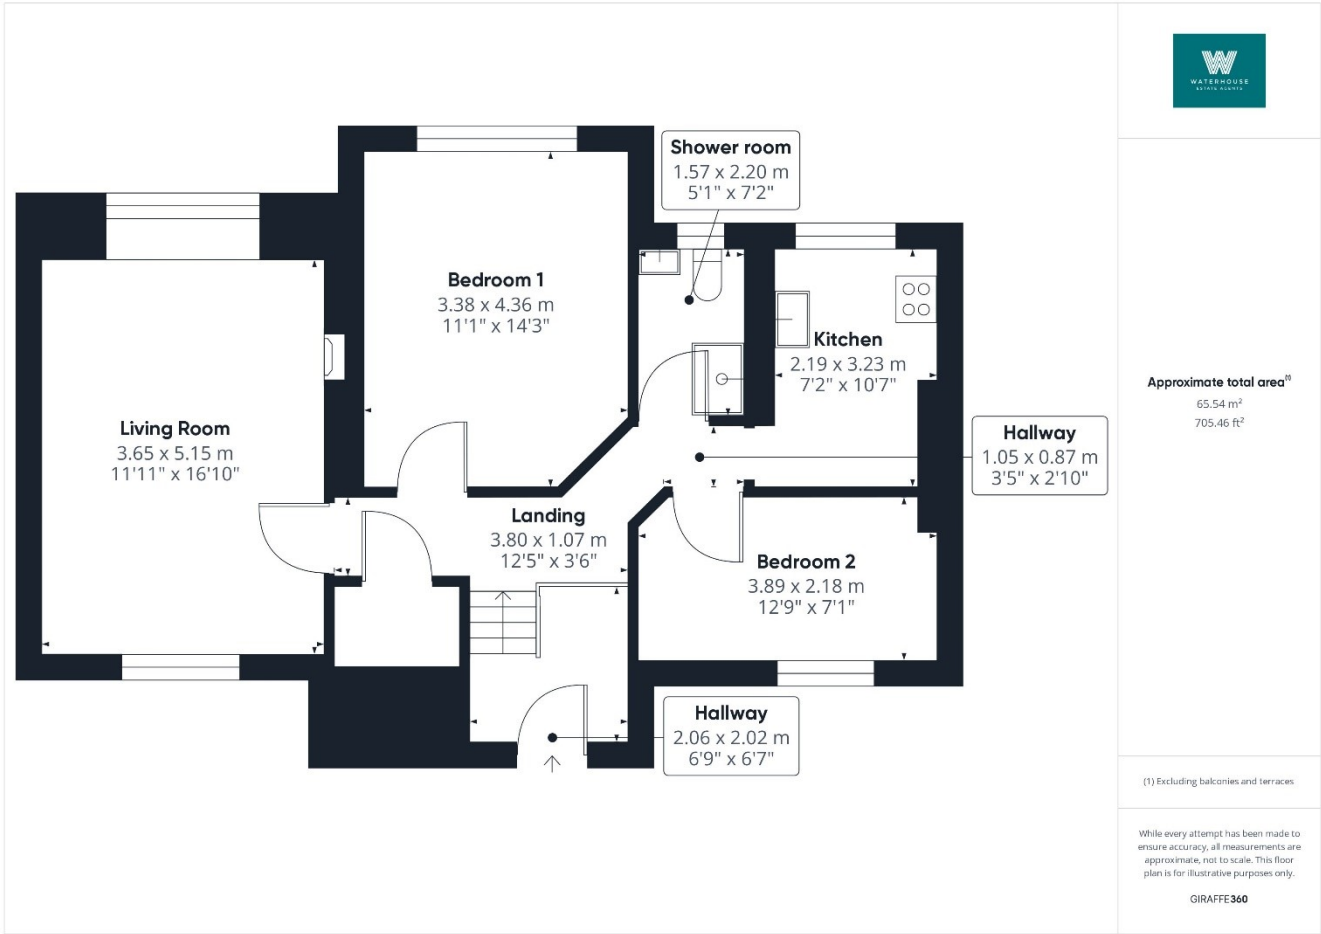 WATERHOUSE
ESTATE AGENTS
Shower room
1.57 x 2.20 m
5'1" x 7'2"
Bedroom 1
3.38 x 4.36 m
11'1" x 14'3"
Kitchen
2.19 x 3.23 m
7'2" x 10'7"
Living Room
3.65 x 5.15 m
11'11" x 16'10"
Hallway
1.05 x 0.87 m
3'5" x 2'10"
Landing
3.80 x 1.07 m
12'5" x 3'6"
Bedroom 2
3.89 x 2.18 m
12'9" x 7'1"
Hallway
2.06 x 2.02 m
6'9" x 6'7"
Approximate total area⁽¹⁾
65.54 m²
705.46 ft²
(1) Excluding balconies and terraces
While every attempt has been made to
ensure accuracy, all measurements are
approximate, not to scale. This floor
plan is for illustrative purposes only.
GIRAFFE360